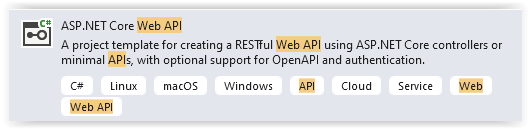 C#
ASP.NET Core Web API
A project template for creating a RESTful Web API using ASP.NET Core controllers or
minimal APIs, with optional support for OpenAPI and authentication.
C# Linux macOS Windows API Cloud Service Web
Web API